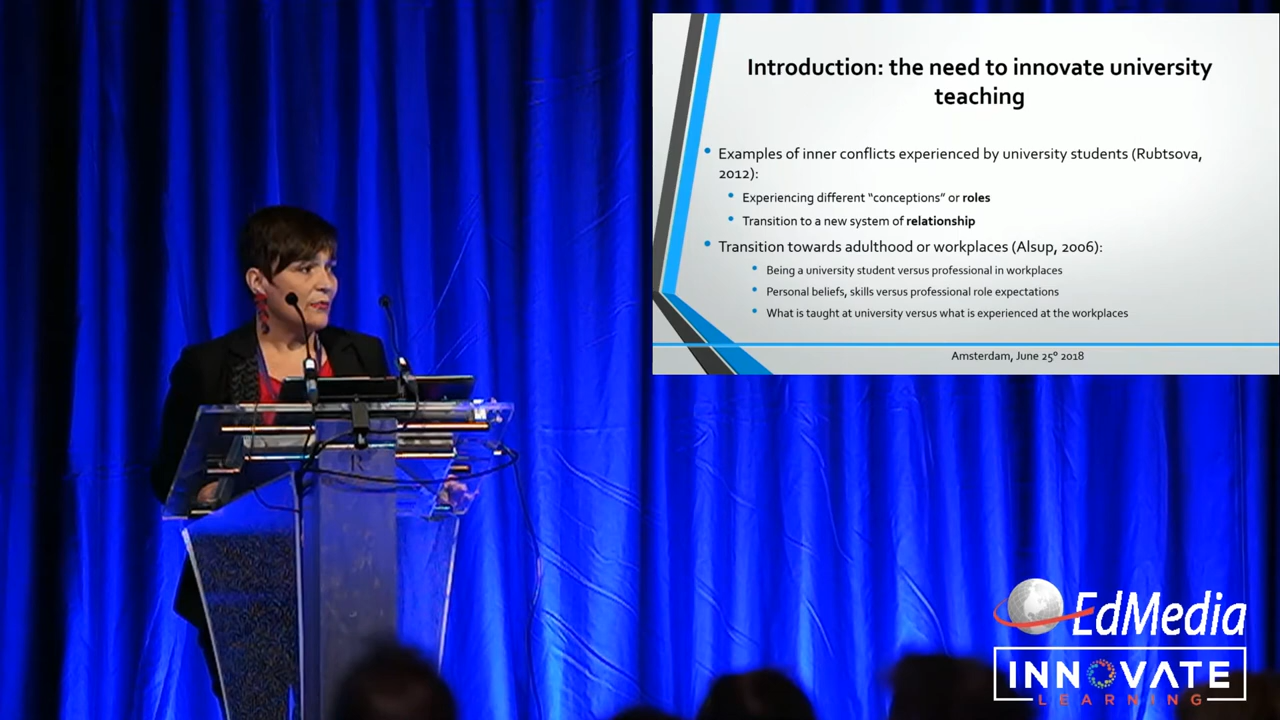 Introduction: the need to innovate university
teaching
Examples of inner conflicts experienced by university students (Rubtsova,
2012):
Experiencing different “conceptions” or roles
Transition to a new system of relationship
Transition towards adulthood or workplaces (Alsup, 2006):
Being a university student versus professional in workplaces
Personal beliefs, skills versus professional role expectations
What is taught at university versus what is experienced at the workplaces
Amsterdam, June 25º 2018
R
EdMedia
INNOVATE
LEARNING